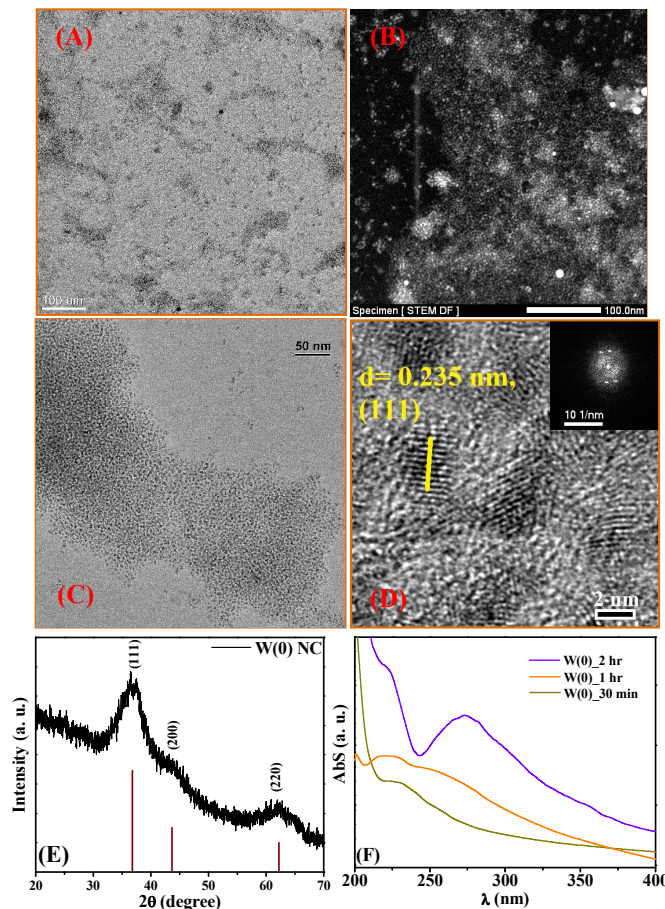 (A)
100 nm
(B)
Specimen [ STEM DF ]
100.0nm
50 nm
(C)
d= 0.235 nm,
(111)
10 1/nm
(D)
2 nm
W(0) NC
(111)
(200)
(220)
Intensity (a. u.)
(E)
20 30 40 50 60 70
2θ (degree)
W(0)_2 hr
W(0)_1 hr
W(0)_30 min
AbS (a. u.)
(F)
200 250 300 350 400
λ (nm)